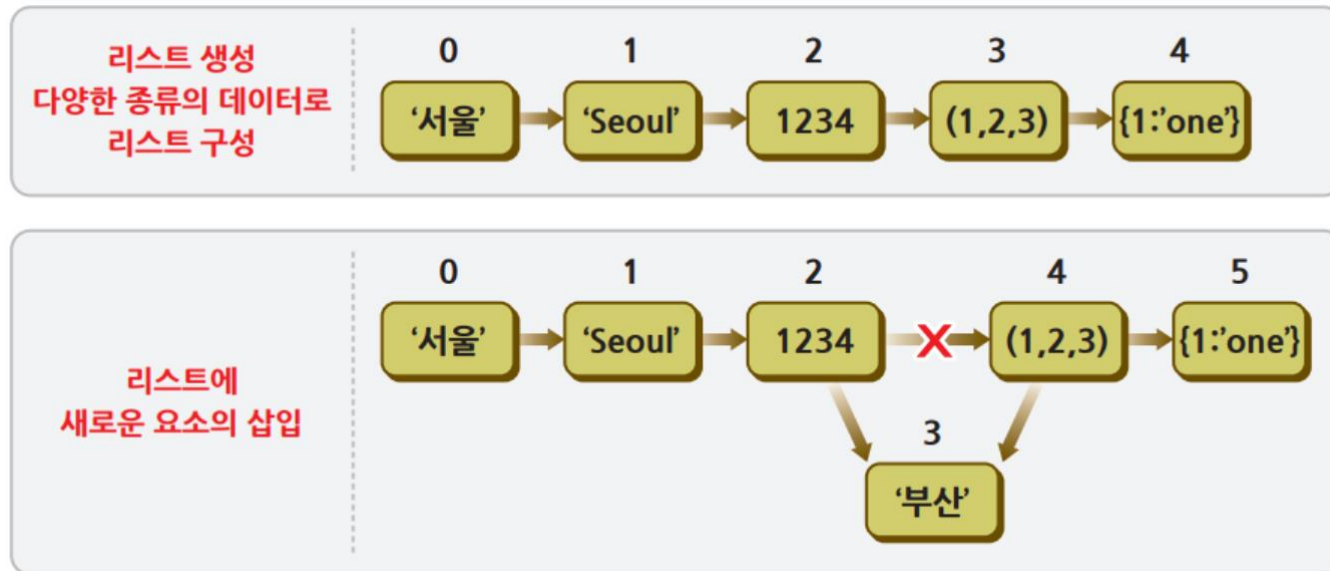 리스트 생성
다양한 종류의 데이터로
리스트 구성
0 1 2 3 4
‘서울’ ‘Seoul’ 1234 (1,2,3) {1:’one’}
리스트에
새로운 요소의 삽입
0 1 2 4 5
‘서울’ ‘Seoul’ 1234 X (1,2,3) {1:’one’}
3
‘부산’